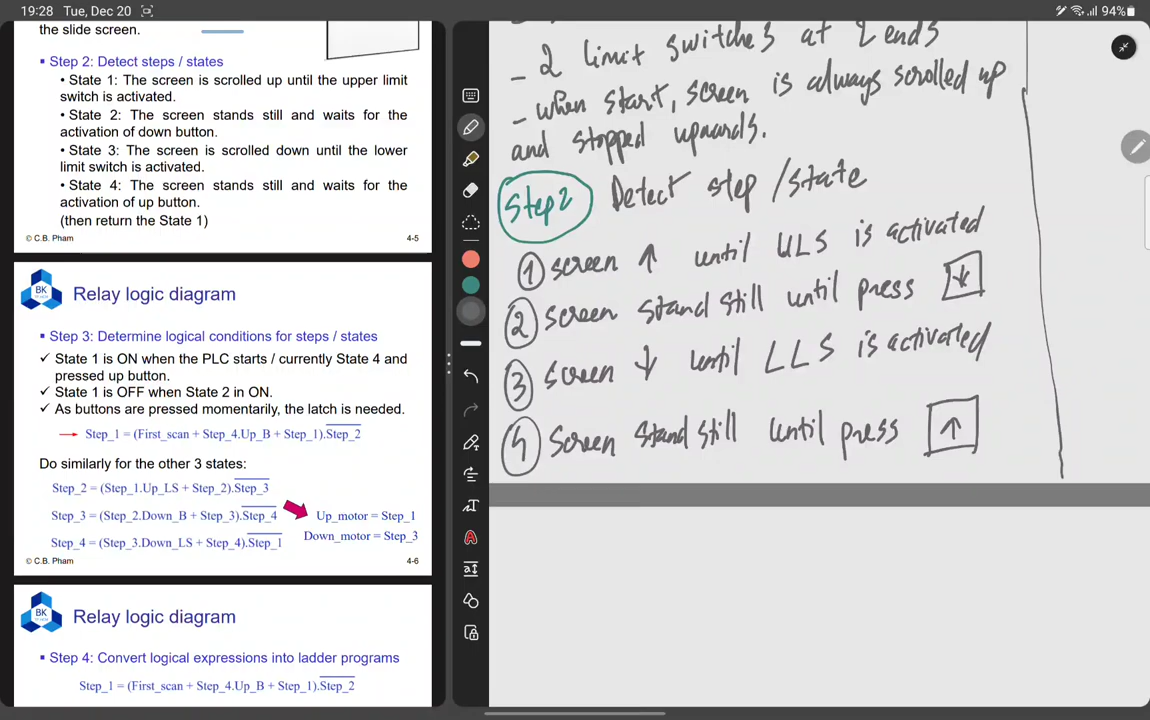 19:28 Tue, Dec 20
94%
the slide screen.
▪ Step 2: Detect steps / states
• State 1: The screen is scrolled up until the upper limit
switch is activated.
• State 2: The screen stands still and waits for the
activation of down button.
• State 3: The screen is scrolled down until the lower
limit switch is activated.
• State 4: The screen stands still and waits for the
activation of up button.
(then return the State 1)
© C.B. Pham
4-5
BK
Relay logic diagram
▪ Step 3: Determine logical conditions for steps / states
✓ State 1 is ON when the PLC starts / currently State 4 and
pressed up button.
✓ State 1 is OFF when State 2 in ON.
✓ As buttons are pressed momentarily, the latch is needed.
→ Step_1 = (First_scan + Step_4.Up_B + Step_1).S̅t̅e̅p̅_̅2̅
Do similarly for the other 3 states:
Step_2 = (Step_1.Up_LS + Step_2).S̅t̅e̅p̅_̅3̅
Step_3 = (Step_2.Down_B + Step_3).S̅t̅e̅p̅_̅4̅
Up_motor = Step_1
Step_4 = (Step_3.Down_LS + Step_4).S̅t̅e̅p̅_̅1̅
Down_motor = Step_3
© C.B. Pham
4-6
BK
Relay logic diagram
▪ Step 4: Convert logical expressions into ladder programs
Step_1 = (First_scan + Step_4.Up_B + Step_1).S̅t̅e̅p̅_̅2̅
- 2 limit switches at 2 ends
- when start, screen is always scrolled up
and stopped upwards.
Step 2 Detect step / state
① screen ↑ until ULS is activated
② screen stand still until press ↓
③ screen ↓ until LLS is activated
④ screen stand still until press ↑